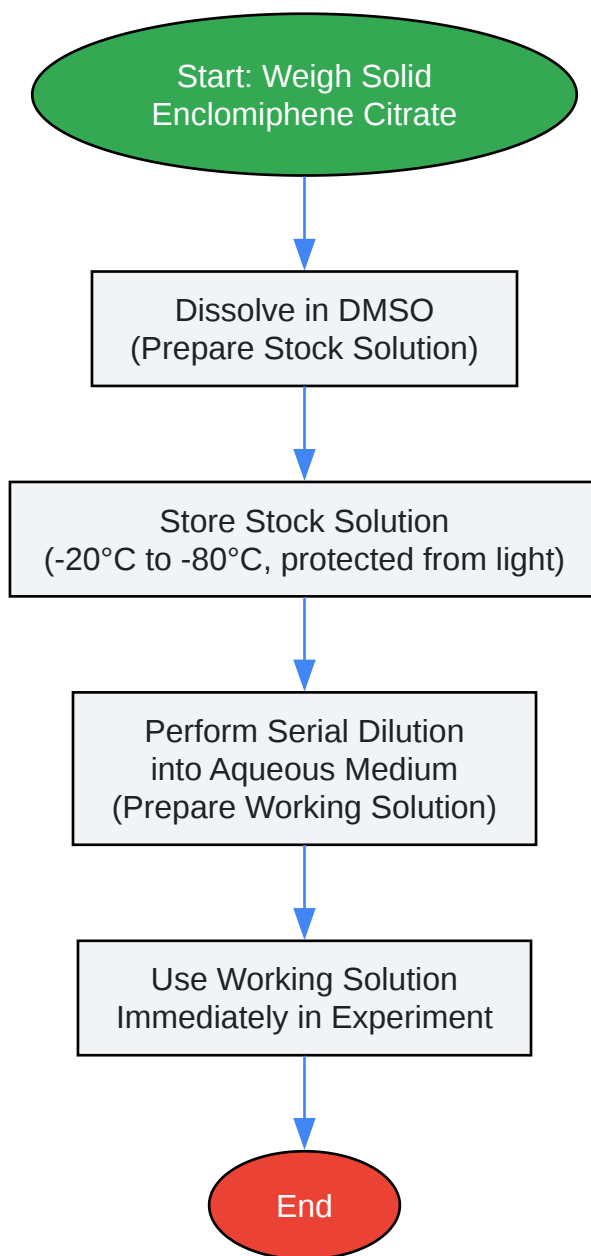 Start: Weigh Solid
Enclomiphene Citrate
Dissolve in DMSO
(Prepare Stock Solution)
Store Stock Solution
(-20°C to -80°C, protected from light)
Perform Serial Dilution
into Aqueous Medium
(Prepare Working Solution)
Use Working Solution
Immediately in Experiment
End